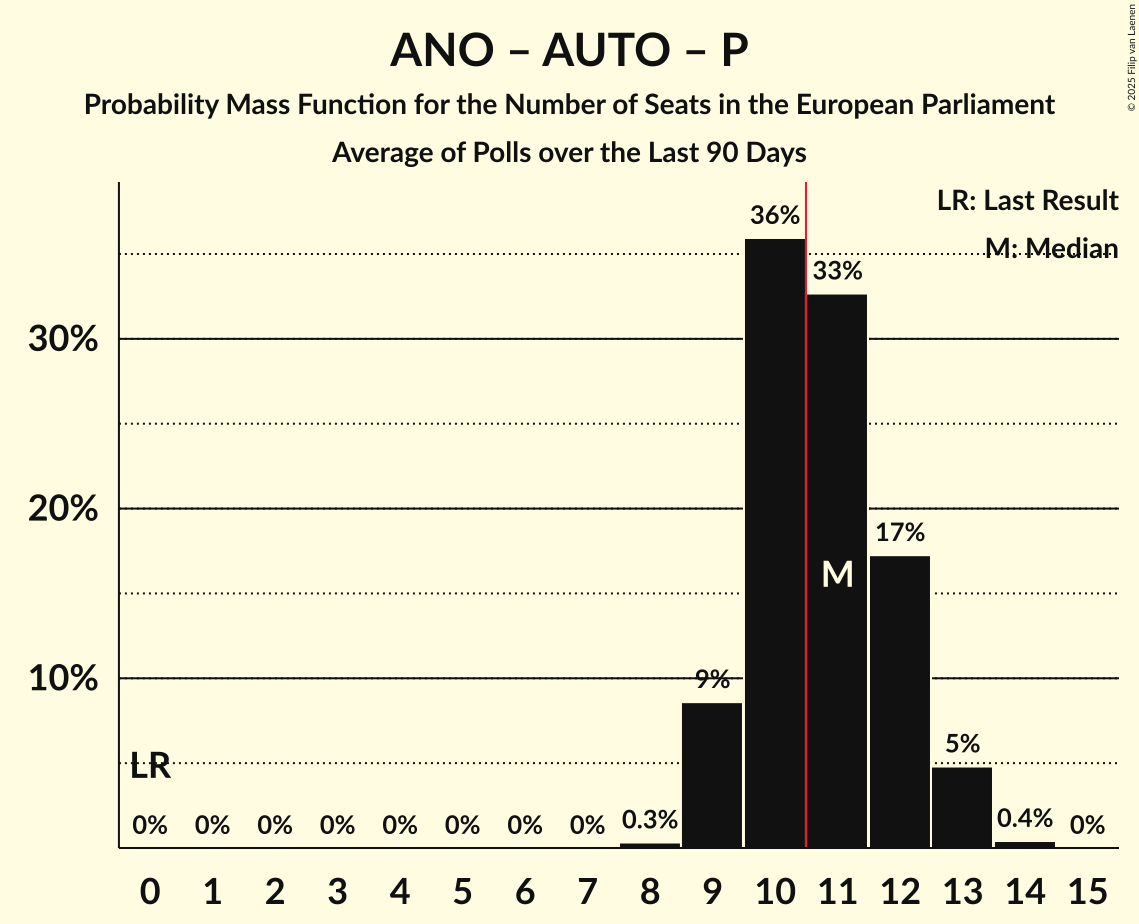 ANO – AUTO – P
Probability Mass Function for the Number of Seats in the European Parliament
Average of Polls over the Last 90 Days
© 2025 Filip van Laenen
LR: Last Result
M: Median
36%
33%
30%
20%
17%
M
10%
9%
5%
LR
0% 0% 0% 0% 0% 0% 0% 0% 0.3% 0.4% 0%
0 1 2 3 4 5 6 7 8 9 10 11 12 13 14 15